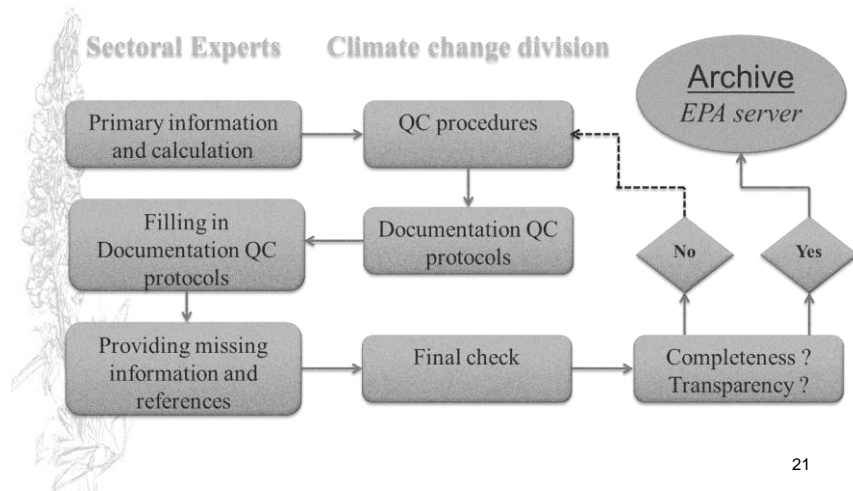 Sectoral Experts
Climate change division
Archive
EPA server
Primary information
and calculation
QC procedures
Filling in
Documentation QC
protocols
Documentation QC
protocols
No
Yes
Providing missing
information and
references
Final check
Completeness ?
Transparency ?
21